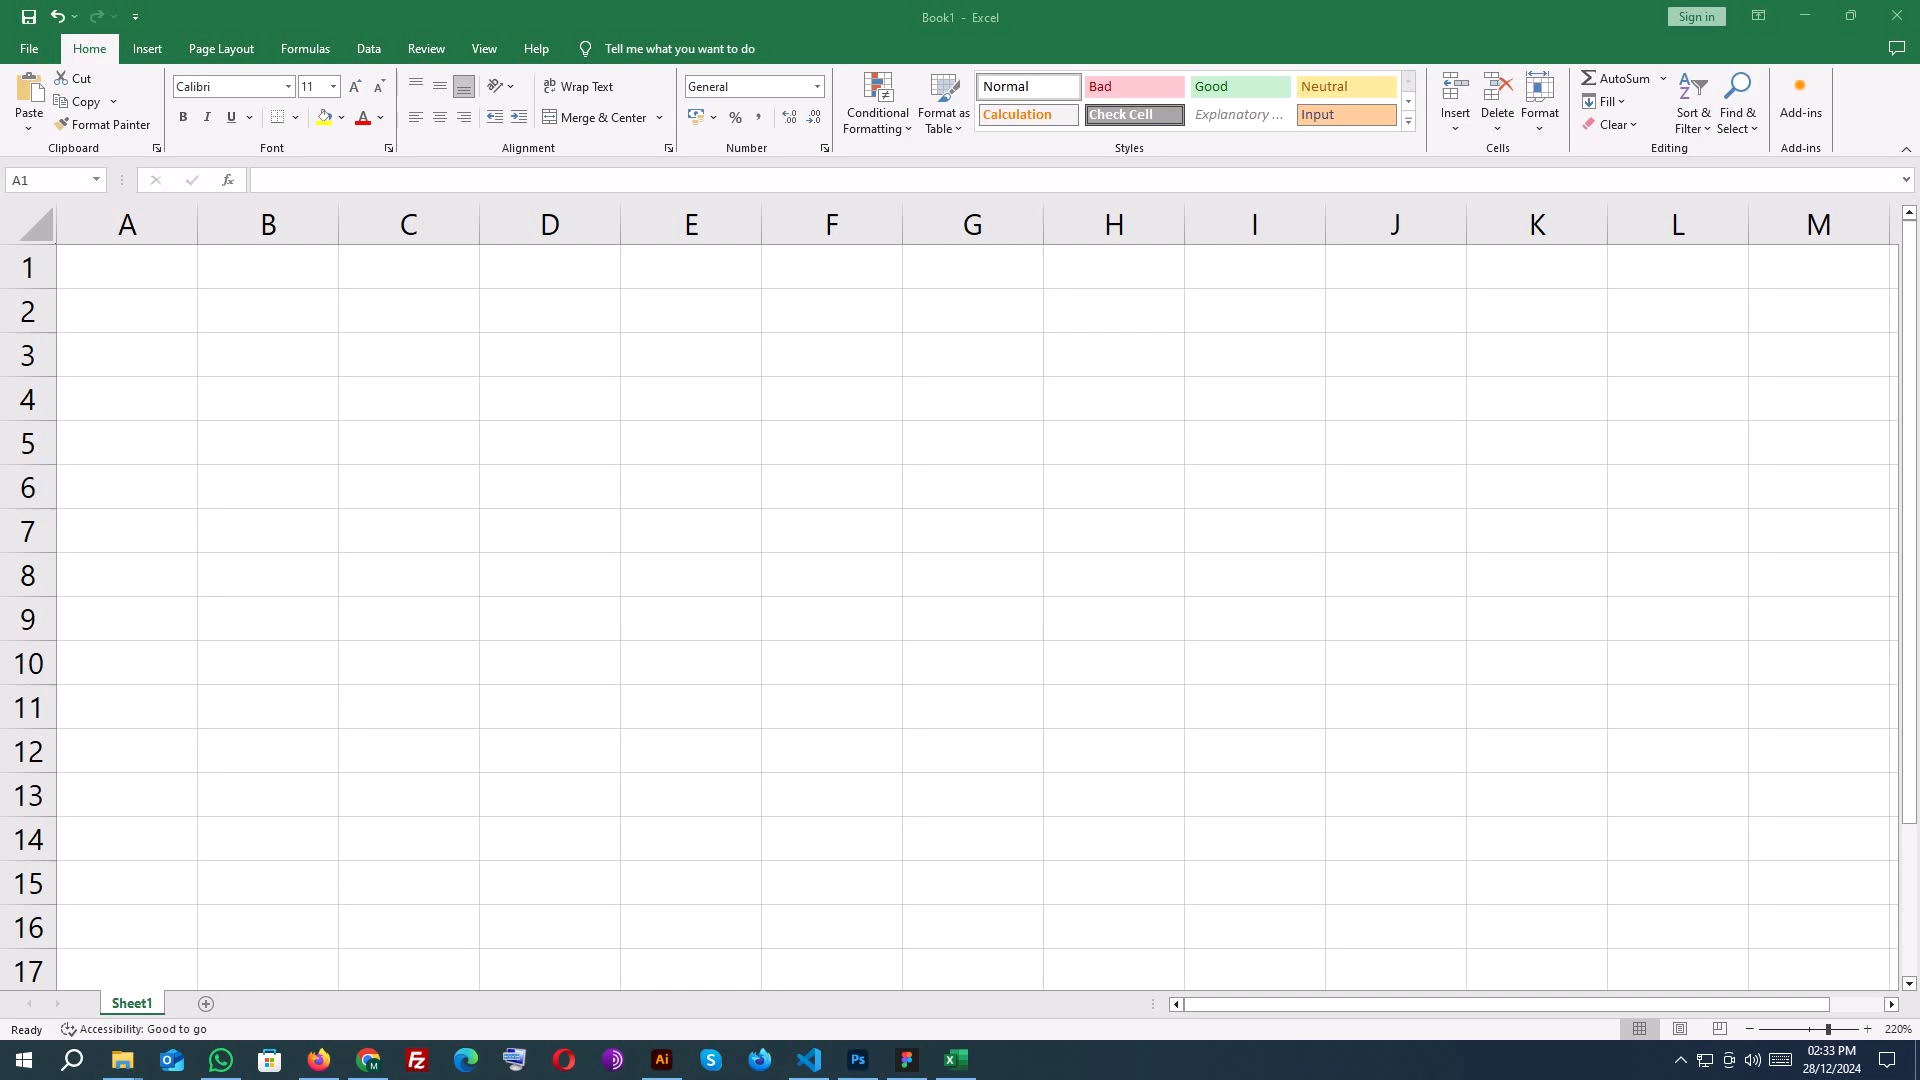 Book1 - Excel
Sign in
File Home Insert Page Layout Formulas Data Review View Help Tell me what you want to do
Paste
Cut
Copy
Format Painter
Clipboard
Calibri 11
B I U
Font
Wrap Text
Merge & Center
Alignment
General
%
Number
Conditional Formatting
Format as Table
Normal Bad Good Neutral
Calculation Check Cell Explanatory ... Input
Styles
Insert Delete Format
Cells
AutoSum
Fill
Clear
Sort & Filter
Find & Select
Editing
Add-ins
Add-ins
A1
fx
A B C D E F G H I J K L M
1
2
3
4
5
6
7
8
9
10
11
12
13
14
15
16
17
Sheet1
Ready Accessibility: Good to go
220%
02:33 PM
28/12/2024